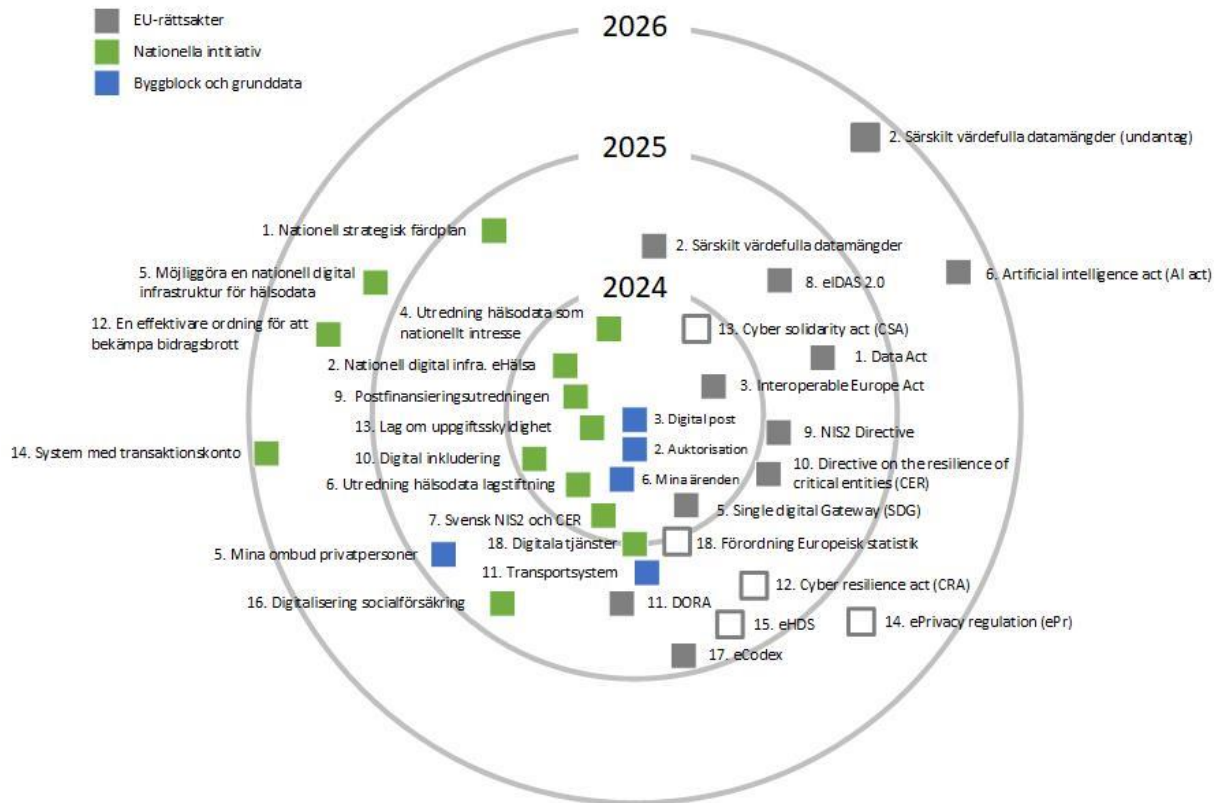 EU-rättsakter
Nationella intitiativ
Byggblock och grunddata
2026
2025
2024
2. Särskilt värdefulla datamängder (undantag)
1. Nationell strategisk färdplan
2. Särskilt värdefulla datamängder
5. Möjliggöra en nationell digital
infrastruktur för hälsodata
8. eIDAS 2.0
6. Artificial intelligence act (AI act)
12. En effektivare ordning för att
bekämpa bidragsbrott
4. Utredning hälsodata som
nationellt intresse
13. Cyber solidarity act (CSA)
1. Data Act
2. Nationell digital infra. eHälsa
3. Interoperable Europe Act
9. Postfinansieringsutredningen
13. Lag om uppgiftsskyldighet
3. Digital post
9. NIS2 Directive
14. System med transaktionskonto
10. Digital inkludering
2. Auktorisation
10. Directive on the resilience of
critical entities (CER)
6. Utredning hälsodata lagstiftning
6. Mina ärenden
7. Svensk NIS2 och CER
5. Single digital Gateway (SDG)
5. Mina ombud privatpersoner
18. Digitala tjänster
18. Förordning Europeisk statistik
11. Transportsystem
12. Cyber resilience act (CRA)
16. Digitalisering socialförsäkring
11. DORA
15. eHDS
14. ePrivacy regulation (ePr)
17. eCodex